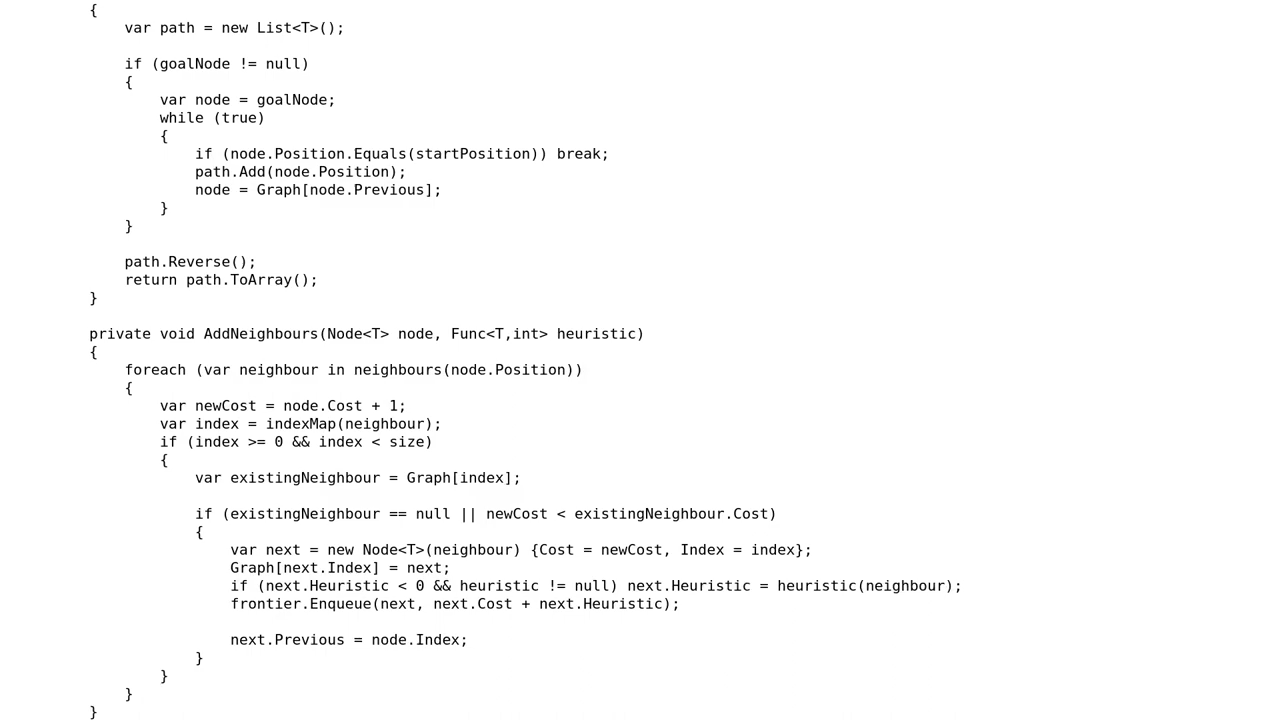 {
    var path = new List<T>();

    if (goalNode != null)
    {
        var node = goalNode;
        while (true)
        {
            if (node.Position.Equals(startPosition)) break;
            path.Add(node.Position);
            node = Graph[node.Previous];
        }
    }

    path.Reverse();
    return path.ToArray();
}

private void AddNeighbours(Node<T> node, Func<T,int> heuristic)
{
    foreach (var neighbour in neighbours(node.Position))
    {
        var newCost = node.Cost + 1;
        var index = indexMap(neighbour);
        if (index >= 0 && index < size)
        {
            var existingNeighbour = Graph[index];

            if (existingNeighbour == null || newCost < existingNeighbour.Cost)
            {
                var next = new Node<T>(neighbour) {Cost = newCost, Index = index};
                Graph[next.Index] = next;
                if (next.Heuristic < 0 && heuristic != null) next.Heuristic = heuristic(neighbour);
                frontier.Enqueue(next, next.Cost + next.Heuristic);

                next.Previous = node.Index;
            }
        }
    }
}